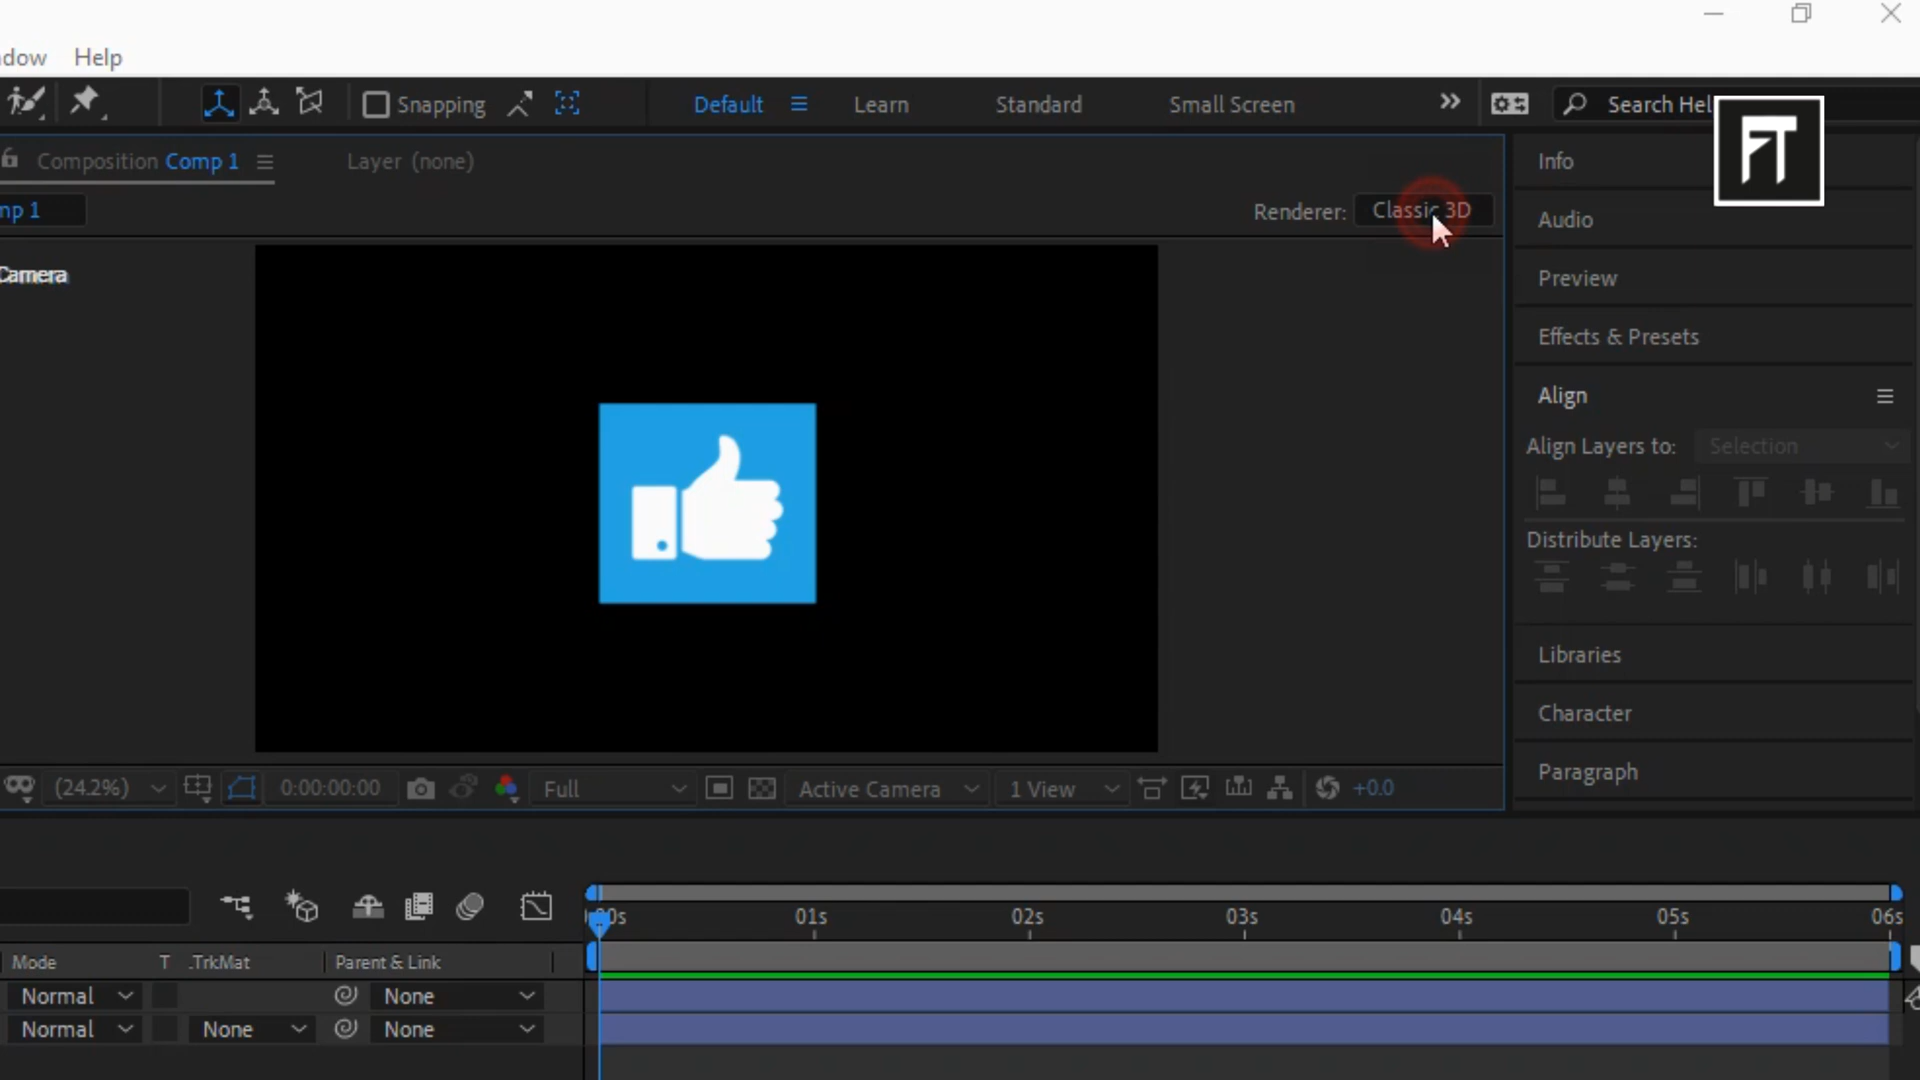 dow Help
Snapping Default Learn Standard Small Screen Search Hel
FT
Composition Comp 1 Layer (none) Info
mp 1 Renderer: Classic 3D
Audio
Camera
Preview
Effects & Presets
Align
Align Layers to: Selection
Distribute Layers:
Libraries
Character
Paragraph
(24.2%) 0:00:00:00 Full Active Camera 1 View +0.0
00s 01s 02s 03s 04s 05s 06s
Mode T .TrkMat Parent & Link
Normal None
Normal None None